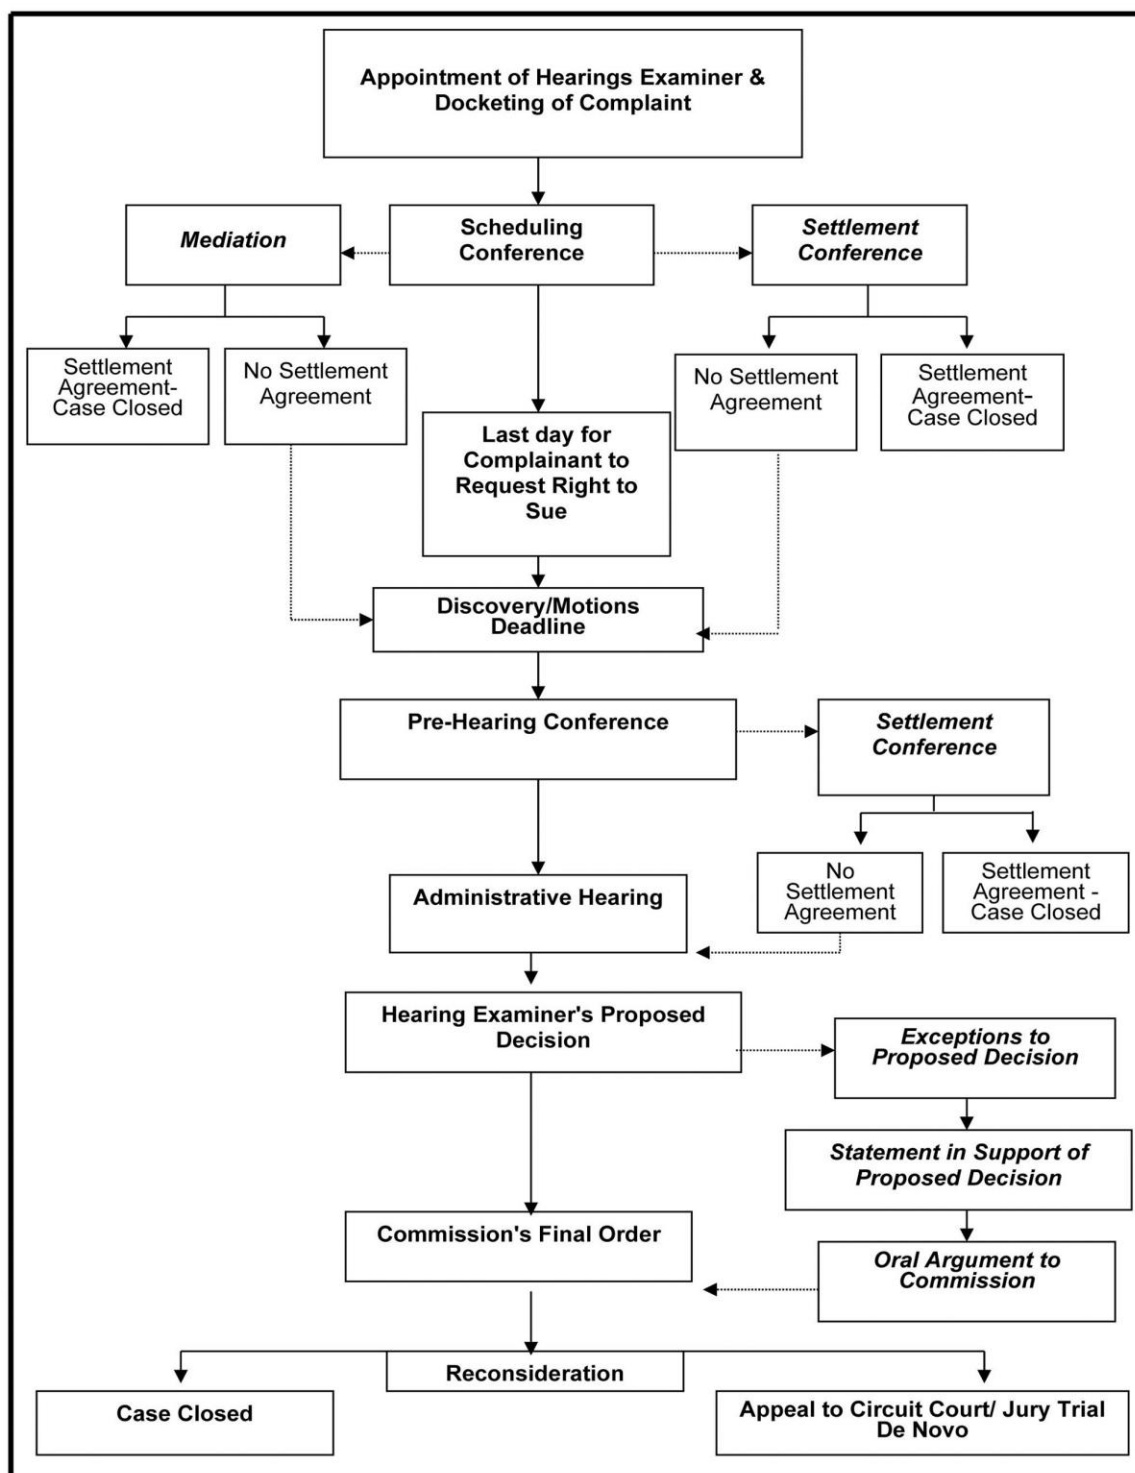 Appointment of Hearings Examiner &
Docketing of Complaint
Mediation
Scheduling
Conference
Settlement
Conference
Settlement
Agreement-
Case Closed
No Settlement
Agreement
No Settlement
Agreement
Settlement
Agreement-
Case Closed
Last day for
Complainant to
Request Right to
Sue
Discovery/Motions
Deadline
Pre-Hearing Conference
Settlement
Conference
No
Settlement
Agreement
Settlement
Agreement -
Case Closed
Administrative Hearing
Hearing Examiner's Proposed
Decision
Exceptions to
Proposed Decision
Statement in Support of
Proposed Decision
Commission's Final Order
Oral Argument to
Commission
Reconsideration
Case Closed
Appeal to Circuit Court/ Jury Trial
De Novo